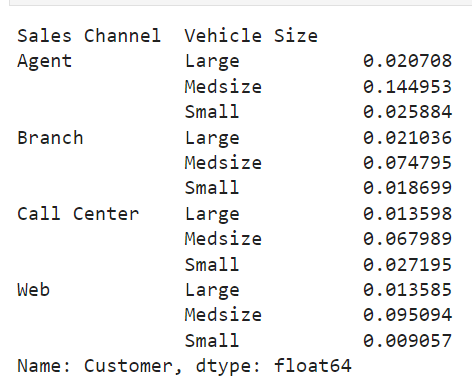 Sales Channel  Vehicle Size
Agent          Large           0.020708
               Medsize         0.144953
               Small           0.025884
Branch         Large           0.021036
               Medsize         0.074795
               Small           0.018699
Call Center    Large           0.013598
               Medsize         0.067989
               Small           0.027195
Web            Large           0.013585
               Medsize         0.095094
               Small           0.009057
Name: Customer, dtype: float64